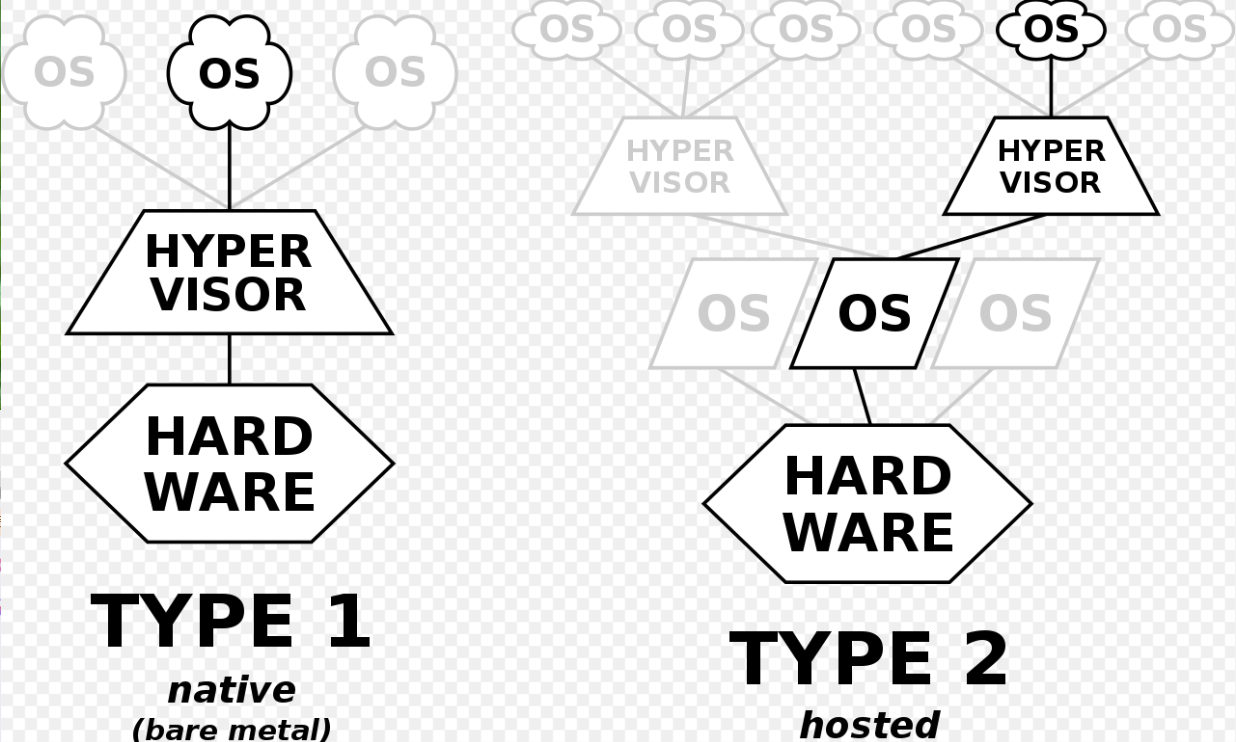 OS
OS
OS
HYPER
VISOR
HARD
WARE
TYPE 1
native
(bare metal)
OS
OS
OS
OS
OS
OS
HYPER
VISOR
HYPER
VISOR
OS
OS
OS
HARD
WARE
TYPE 2
hosted